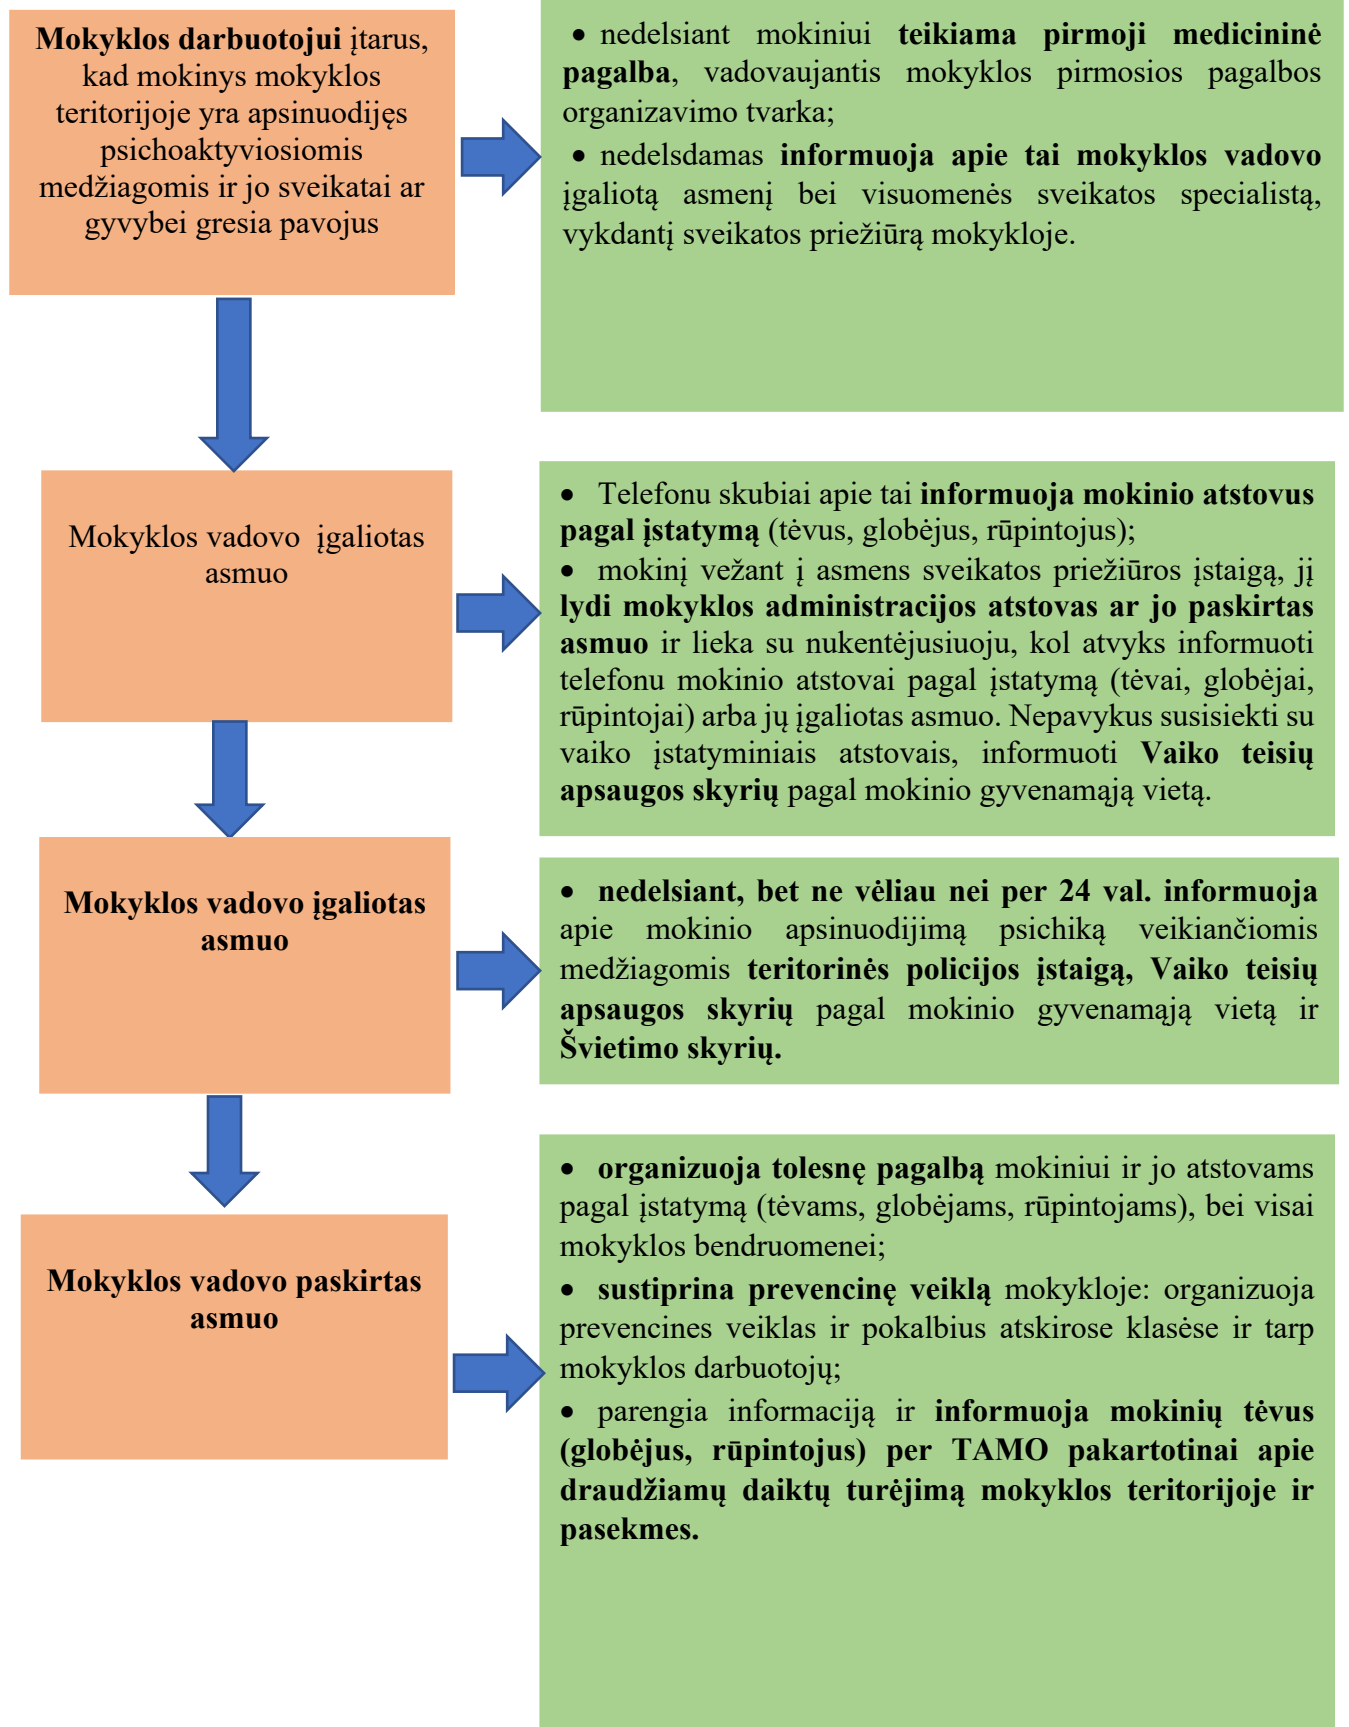 Mokyklos darbuotojui įtarus,
kad mokinys mokyklos
teritorijoje yra apsinuodijęs
psichoaktyviosiomis
medžiagomis ir jo sveikatai ar
gyvybei gresia pavojus
• nedelsiant mokiniui teikiama pirmoji medicininė
pagalba, vadovaujantis mokyklos pirmosios pagalbos
organizavimo tvarka;
• nedelsdamas informuoja apie tai mokyklos vadovo
įgaliotą asmenį bei visuomenės sveikatos specialistą,
vykdantį sveikatos priežiūrą mokykloje.
Mokyklos vadovo įgaliotas
asmuo
• Telefonu skubiai apie tai informuoja mokinio atstovus
pagal įstatymą (tėvus, globėjus, rūpintojus);
• mokinį vežant į asmens sveikatos priežiūros įstaigą, jį
lydi mokyklos administracijos atstovas ar jo paskirtas
asmuo ir lieka su nukentėjusiuoju, kol atvyks informuoti
telefonu mokinio atstovai pagal įstatymą (tėvai, globėjai,
rūpintojai) arba jų įgaliotas asmuo. Nepavykus susisiekti su
vaiko įstatyminiais atstovais, informuoti Vaiko teisių
apsaugos skyrių pagal mokinio gyvenamąją vietą.
Mokyklos vadovo įgaliotas
asmuo
• nedelsiant, bet ne vėliau nei per 24 val. informuoja
apie mokinio apsinuodijimą psichiką veikiančiomis
medžiagomis teritorinės policijos įstaigą, Vaiko teisių
apsaugos skyrių pagal mokinio gyvenamąją vietą ir
Švietimo skyrių.
Mokyklos vadovo paskirtas
asmuo
• organizuoja tolesnę pagalbą mokiniui ir jo atstovams
pagal įstatymą (tėvams, globėjams, rūpintojams), bei visai
mokyklos bendruomenei;
• sustiprina prevencinę veiklą mokykloje: organizuoja
prevencines veiklas ir pokalbius atskirose klasėse ir tarp
mokyklos darbuotojų;
• parengia informaciją ir informuoja mokinių tėvus
(globėjus, rūpintojus) per TAMO pakartotinai apie
draudžiamų daiktų turėjimą mokyklos teritorijoje ir
pasekmes.